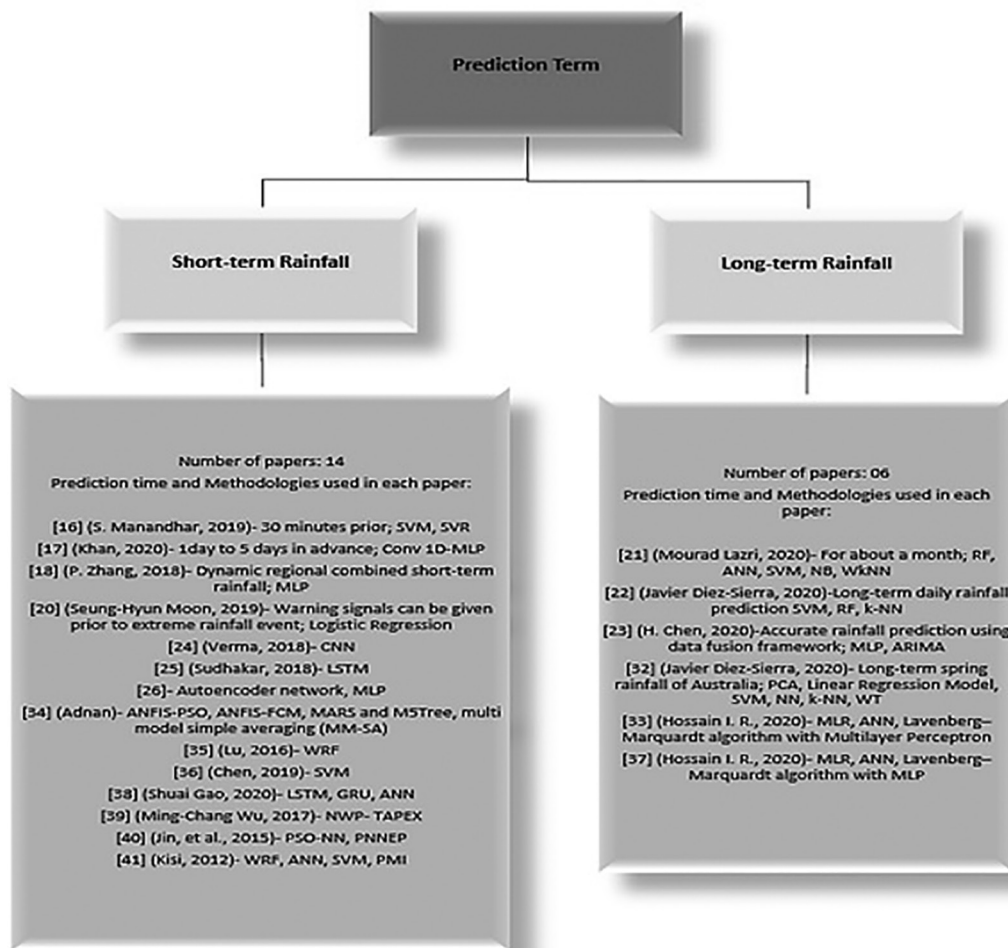 Prediction Term
Short-term Rainfall
Long-term Rainfall
Number of papers: 14
Prediction time and Methodologies used in each paper:
[16] (S. Manandhar, 2019)- 30 minutes prior; SVM, SVR
[17] (Khan, 2020)- 1day to 5 days in advance; Conv 1D-MLP
[18] (P. Zhang, 2018)- Dynamic regional combined short-term
rainfall; MLP
[20] (Seung-Hyun Moon, 2019)- Warning signals can be given
prior to extreme rainfall event; Logistic Regression
[24] (Verma, 2018)- CNN
[25] (Sudhakar, 2018)- LSTM
[26]- Autoencoder network, MLP
[34] (Adnan)- ANFIS-PSO, ANFIS-FCM, MARS and M5Tree, multi
model simple averaging (MM-SA)
[35] (Lu, 2016)- WRF
[36] (Chen, 2019)- SVM
[38] (Shuai Gao, 2020)- LSTM, GRU, ANN
[39] (Ming-Chang Wu, 2017)- NWP- TAPEX
[40] (Jin, et al., 2015)- PSO-NN, PNNEP
[41] (Kisi, 2012)- WRF, ANN, SVM, PMI
Number of papers: 06
Prediction time and Methodologies used in each
paper:
[21] (Mourad Lazri, 2020)- For about a month; RF,
ANN, SVM, NB, WkNN
[22] (Javier Diez-Sierra, 2020)-Long-term daily rainfall
prediction SVM, RF, k-NN
[23] (H. Chen, 2020)-Accurate rainfall prediction using
data fusion framework; MLP, ARIMA
[32] (Javier Diez-Sierra, 2020)- Long-term spring
rainfall of Australia; PCA, Linear Regression Model,
SVM, NN, k-NN, WT
[33] (Hossain I. R., 2020)- MLR, ANN, Lavenberg–
Marquardt algorithm with Multilayer Perceptron
[37] (Hossain I. R., 2020)- MLR, ANN, Lavenberg–
Marquardt algorithm with MLP